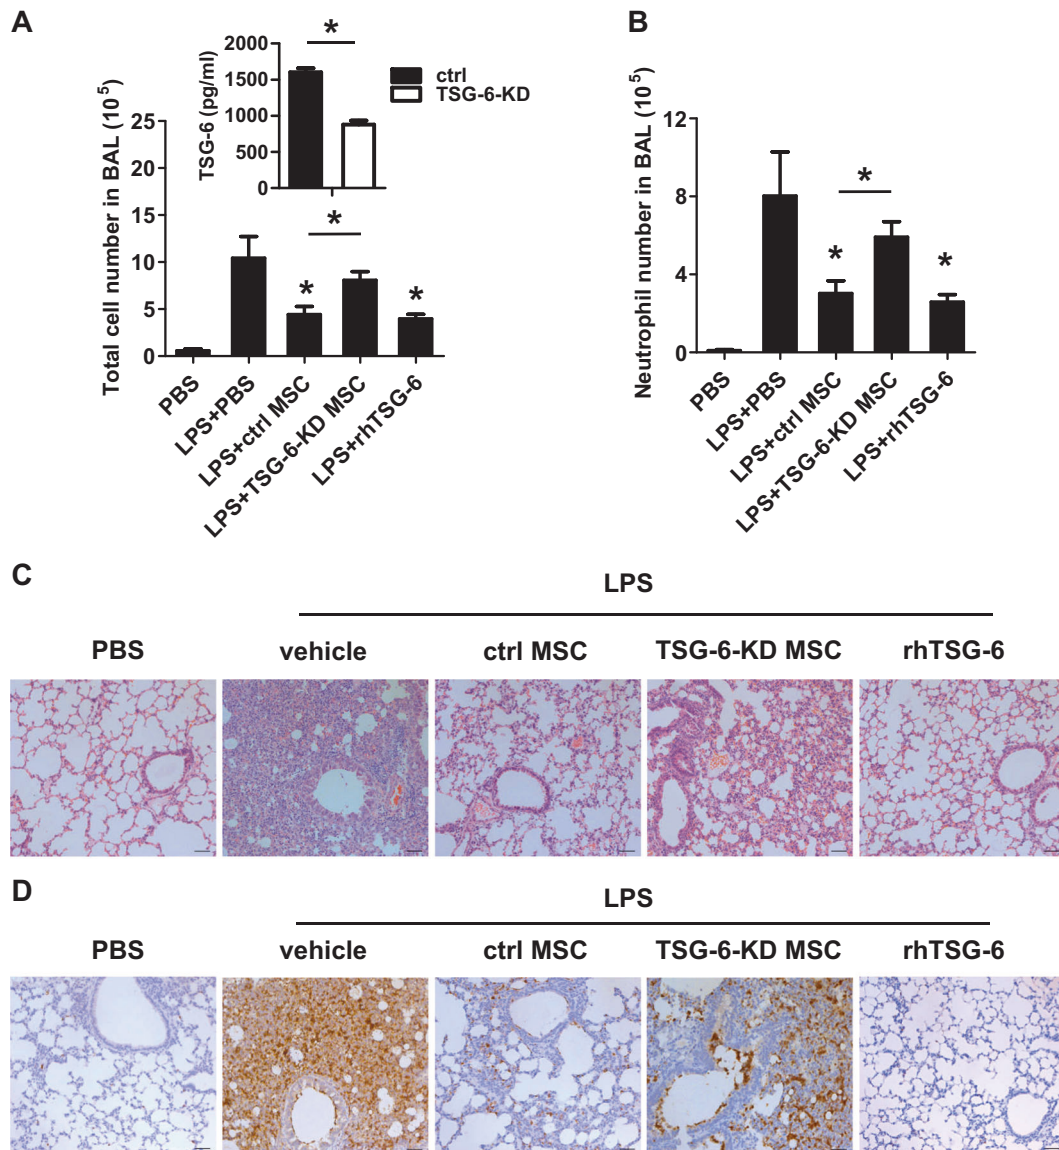 A
B
*
2000
1500
1000
500
0
TSG-6 (pg/ml)
ctrl
TSG-6-KD
Total cell number in BAL (10 5)
25
20
15
10
5
0
*
*
*
PBS
LPS+PBS
LPS+ctrl MSC
LPS+TSG-6-KD MSC
LPS+rhTSG-6
Neutrophil number in BAL (10 5)
12
8
4
0
*
*
*
PBS
LPS+PBS
LPS+ctrl MSC
LPS+TSG-6-KD MSC
LPS+rhTSG-6
C
LPS
PBS vehicle ctrl MSC TSG-6-KD MSC rhTSG-6
D
LPS
PBS vehicle ctrl MSC TSG-6-KD MSC rhTSG-6